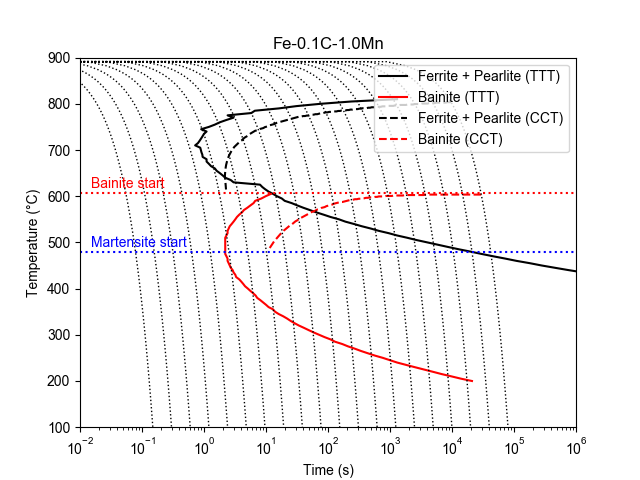 Fe-0.1C-1.0Mn
900
800
700
600
500
400
300
200
100
Temperature (°C)
Ferrite + Pearlite (TTT)
Bainite (TTT)
Ferrite + Pearlite (CCT)
Bainite (CCT)
Bainite start
Martensite start
10⁻² 10⁻¹ 10⁰ 10¹ 10² 10³ 10⁴ 10⁵ 10⁶
Time (s)